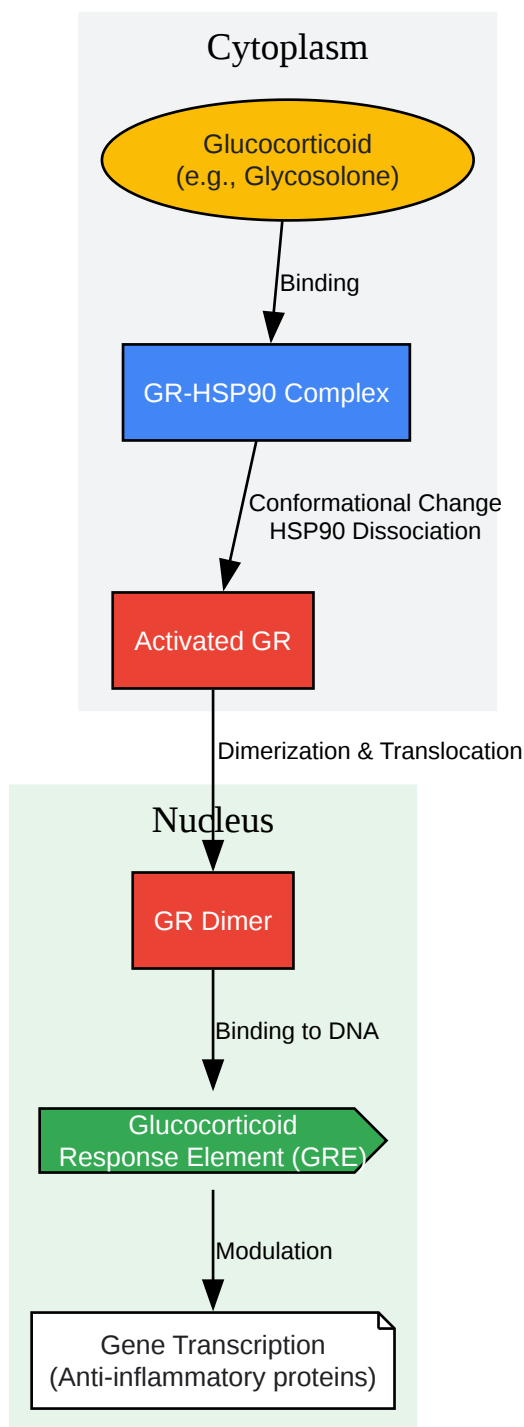 Cytoplasm
Glucocorticoid
(e.g., Glycosolone)
Binding
GR-HSP90 Complex
Conformational Change
HSP90 Dissociation
Activated GR
Dimerization & Translocation
Nucleus
GR Dimer
Binding to DNA
Glucocorticoid
Response Element (GRE)
Modulation
Gene Transcription
(Anti-inflammatory proteins)